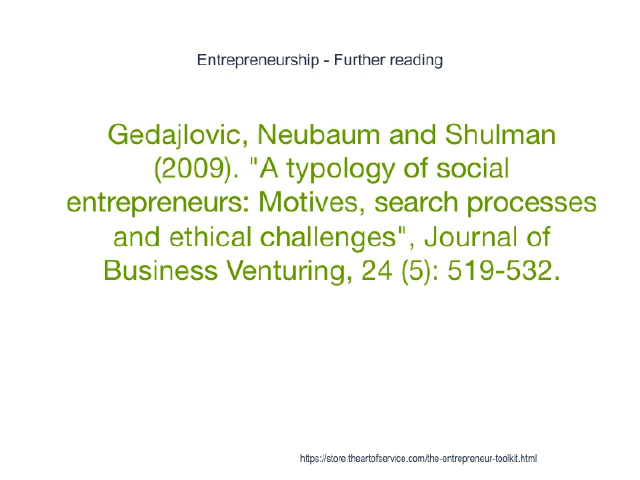 Entrepreneurship - Further reading
Gedajlovic, Neubaum and Shulman
(2009). "A typology of social
entrepreneurs: Motives, search processes
and ethical challenges", Journal of
Business Venturing, 24 (5): 519-532.
https://store.theartofservice.com/the-entrepreneur-toolkit.html